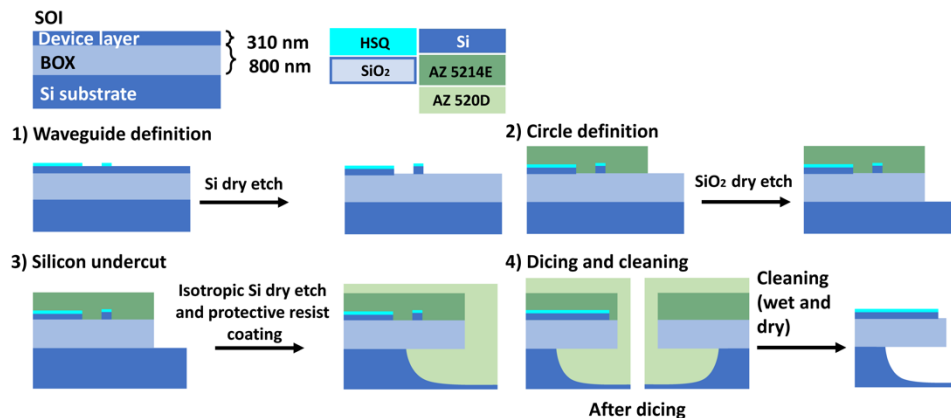 SOI
Device layer
310 nm
BOX
800 nm
Si substrate
HSQ
Si
SiO₂
AZ 5214E
AZ 520D
1) Waveguide definition
Si dry etch
2) Circle definition
SiO₂ dry etch
3) Silicon undercut
Isotropic Si dry etch
and protective resist
coating
4) Dicing and cleaning
Cleaning
(wet and
dry)
After dicing